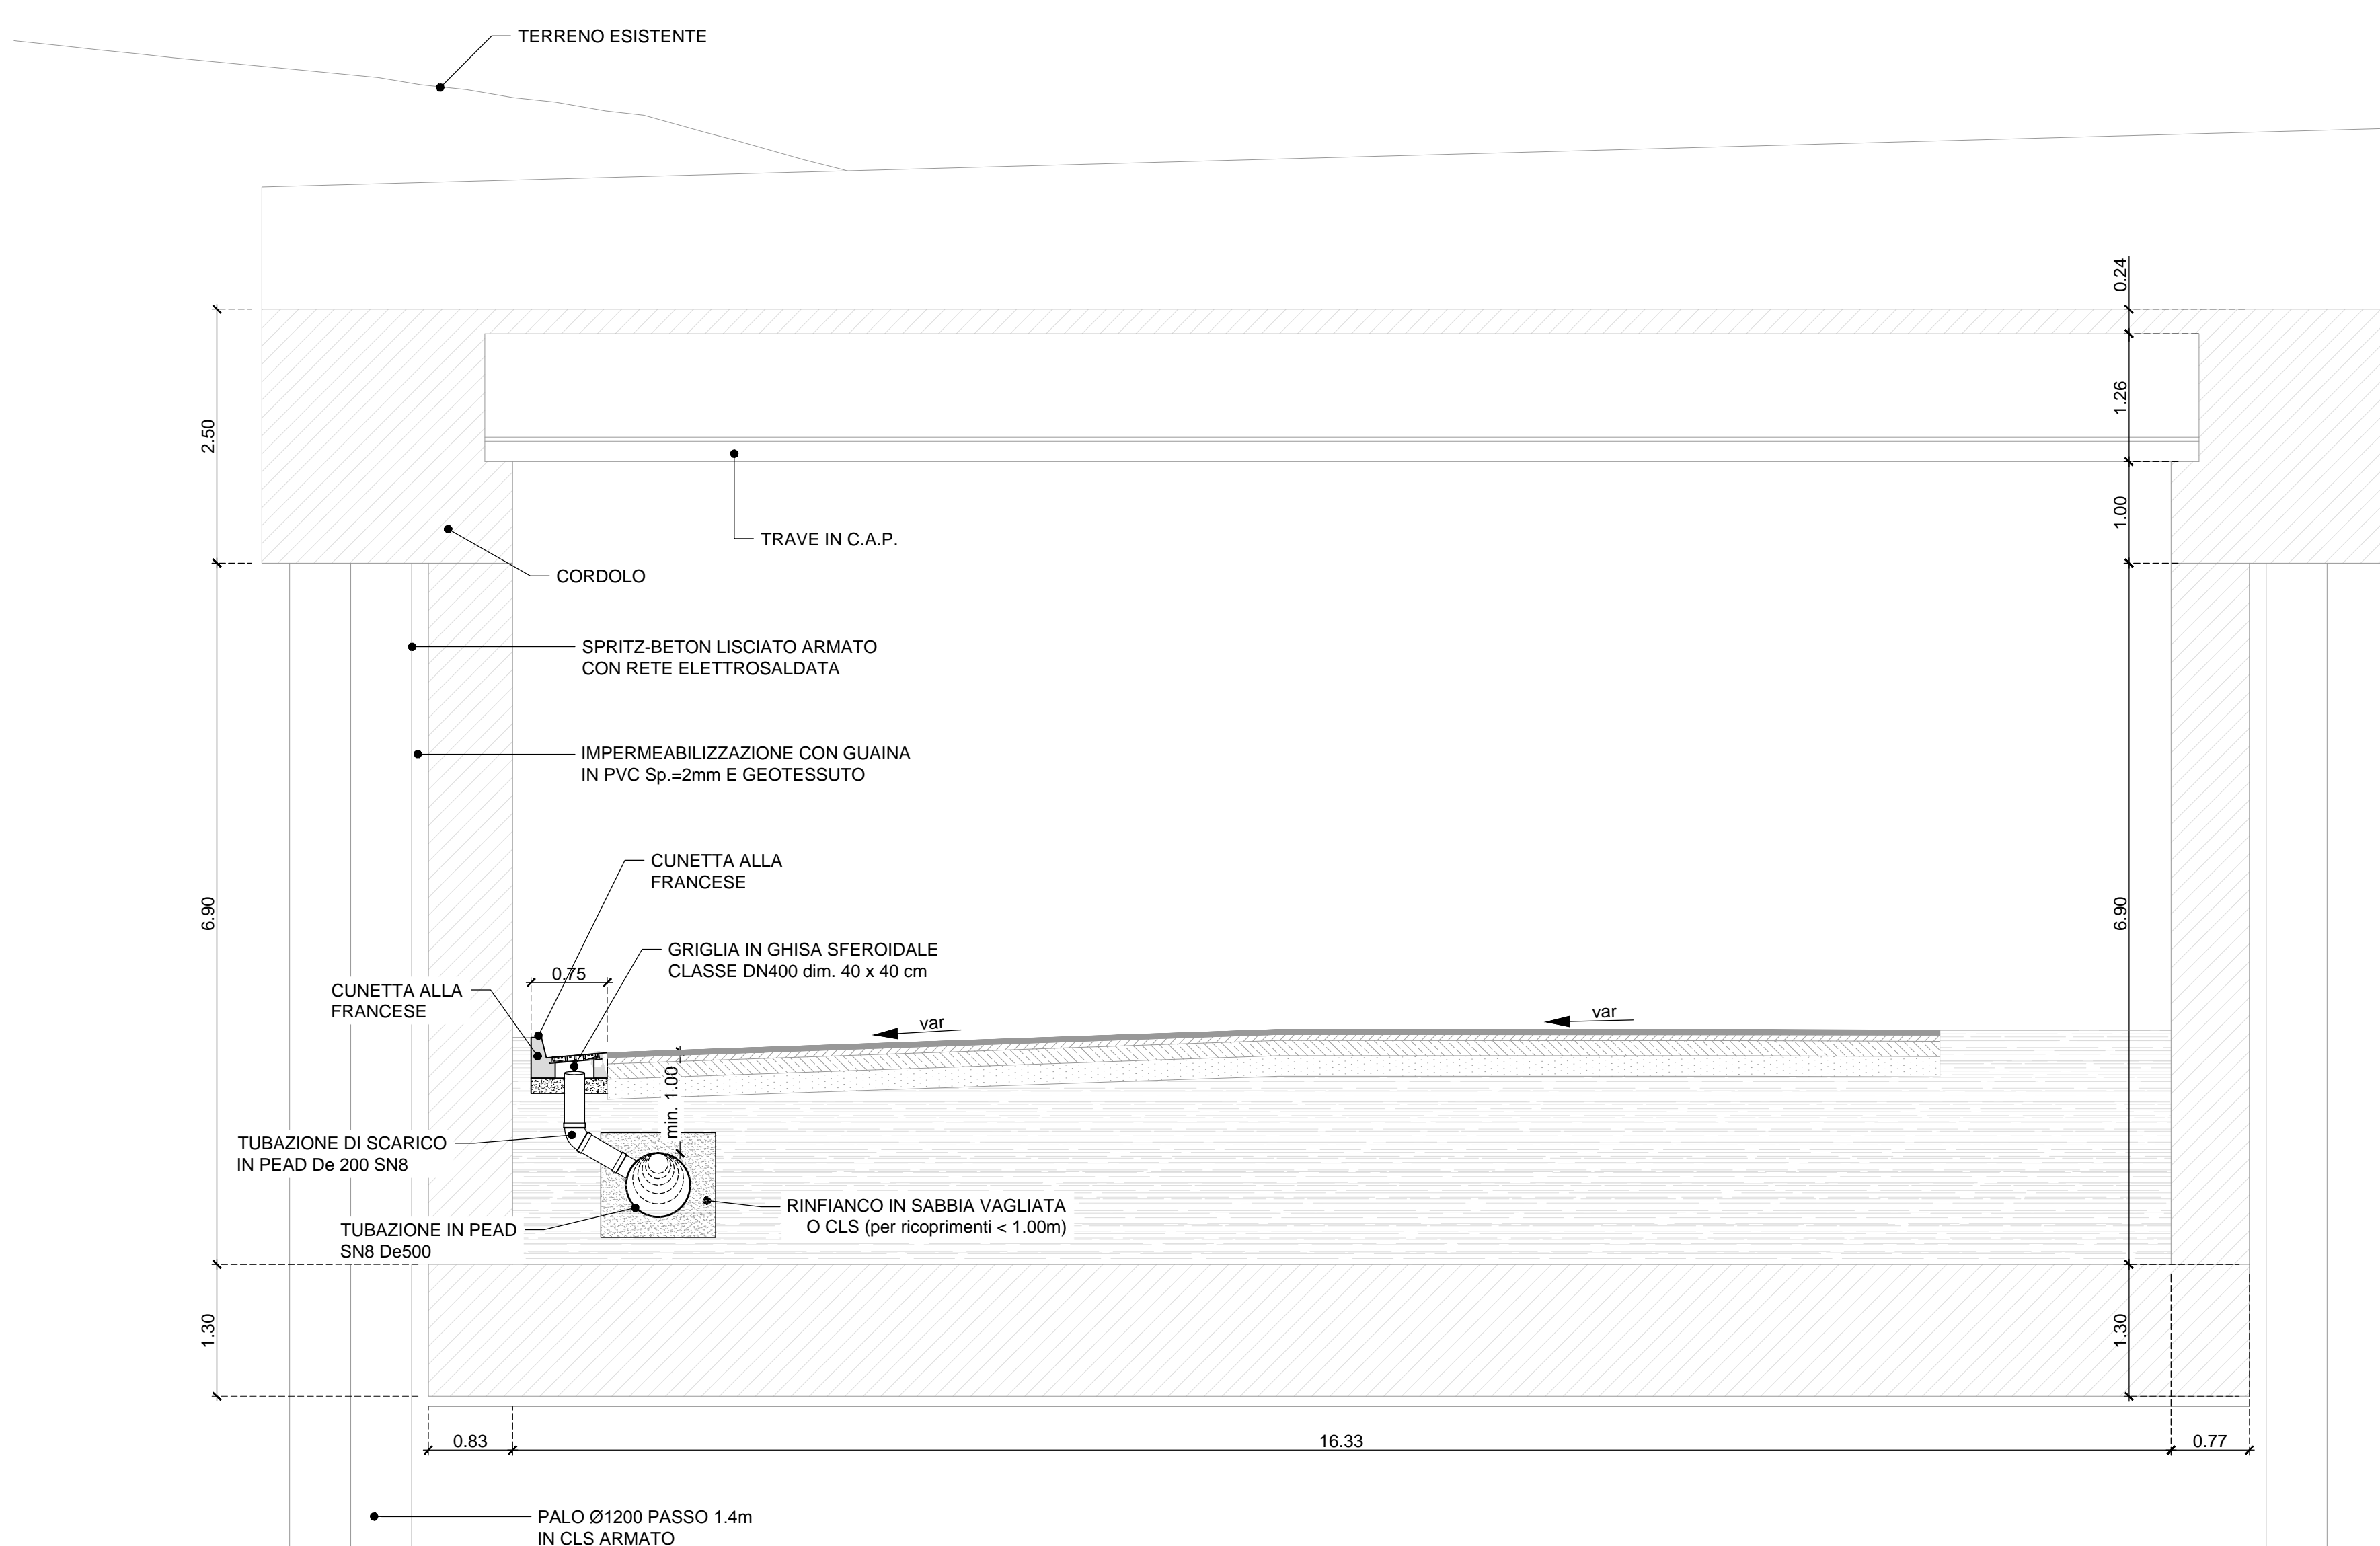 TERRENO ESISTENTE
0.24
1.26
2.50
1.00
TRAVE IN C.A.P.
CORDOLO
SPRITZ-BETON LISCIATO ARMATO
CON RETE ELETTROSALDATA
IMPERMEABILIZZAZIONE CON GUAINA
IN PVC Sp.=2mm E GEOTESSUTO
CUNETTA ALLA
FRANCESE
6.90
6.90
GRIGLIA IN GHISA SFEROIDALE
CLASSE DN400 dim. 40 x 40 cm
0.75
CUNETTA ALLA
FRANCESE
var
var
min. 1.00
TUBAZIONE DI SCARICO
IN PEAD De 200 SN8
RINFIANCO IN SABBIA VAGLIATA
O CLS (per ricoprimenti < 1.00m)
TUBAZIONE IN PEAD
SN8 De500
1.30
1.30
0.83
16.33
0.77
PALO Ø1200 PASSO 1.4m
IN CLS ARMATO